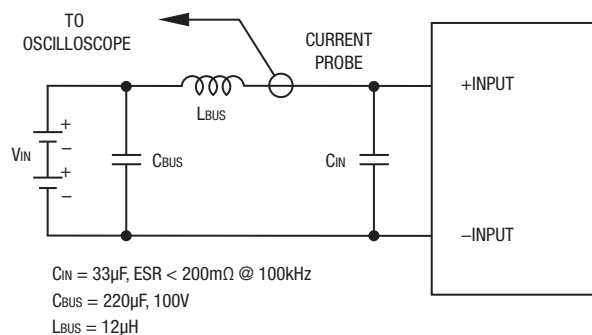 TO
OSCILLOSCOPE
CURRENT
PROBE
+INPUT
LBUS
+
VIN
–
+
–
CBUS
CIN
–INPUT
CIN = 33µF, ESR < 200mΩ @ 100kHz
CBUS = 220µF, 100V
LBUS = 12µH